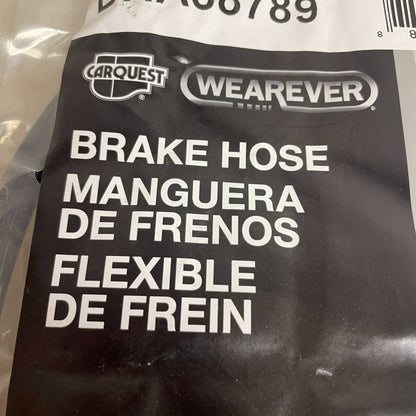 CARQUEST WEAREVER
BRAKE HOSE
MANGUERA
DE FRENOS
FLEXIBLE
DE FREIN